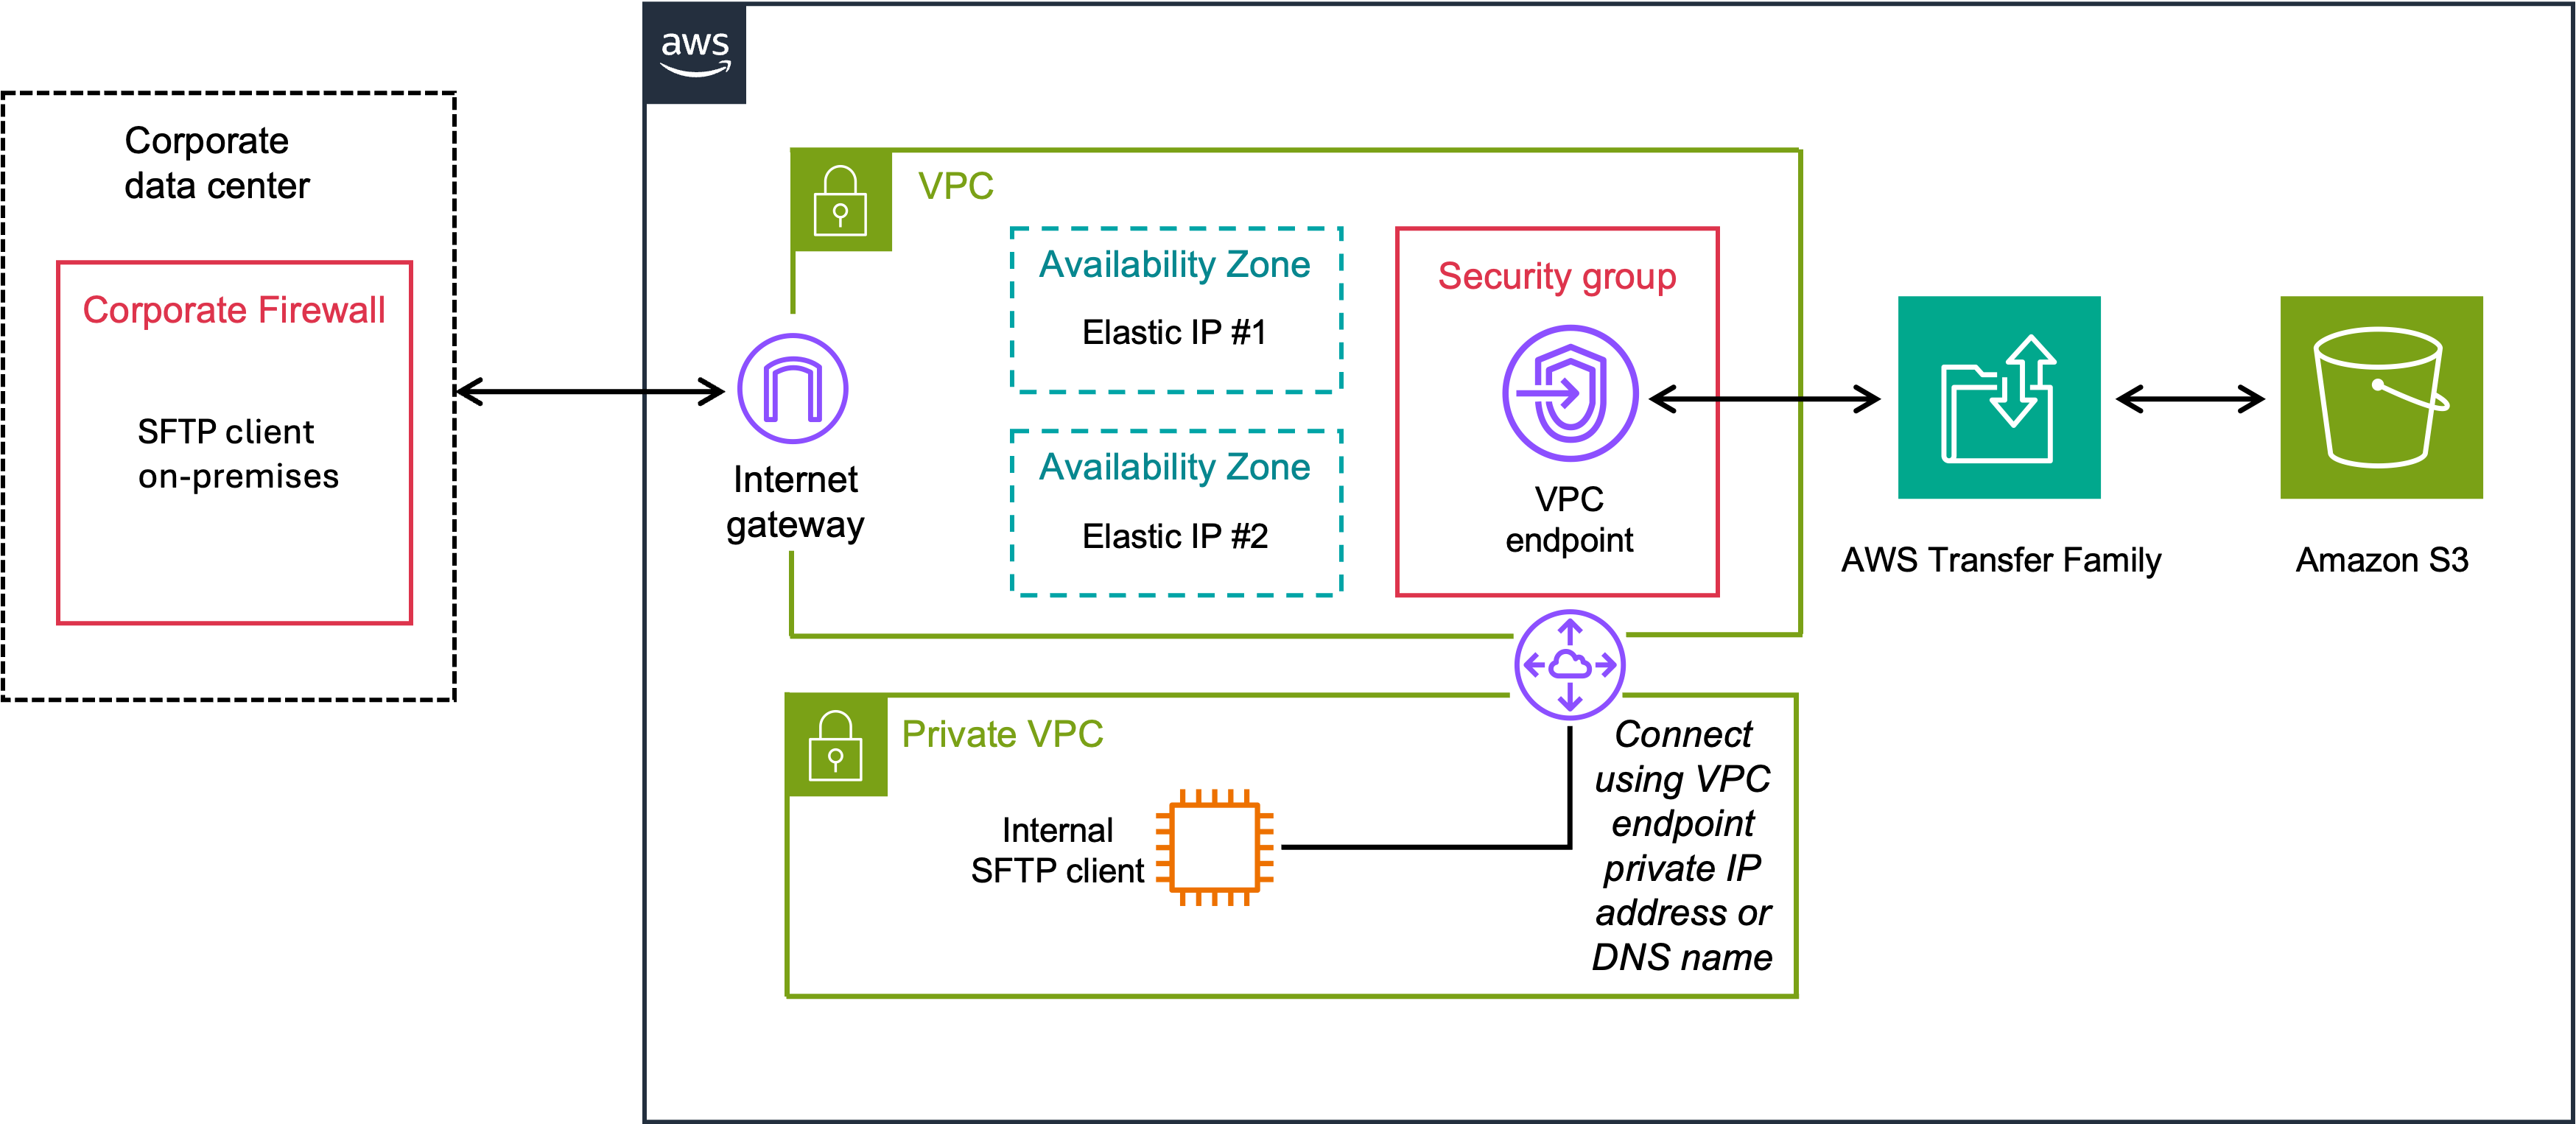 aws
Corporate
data center
Corporate Firewall
SFTP client
on-premises
Internet
gateway
VPC
Availability Zone
Elastic IP #1
Availability Zone
Elastic IP #2
Security group
VPC
endpoint
AWS Transfer Family
Amazon S3
Private VPC
Internal
SFTP client
Connect
using VPC
endpoint
private IP
address or
DNS name